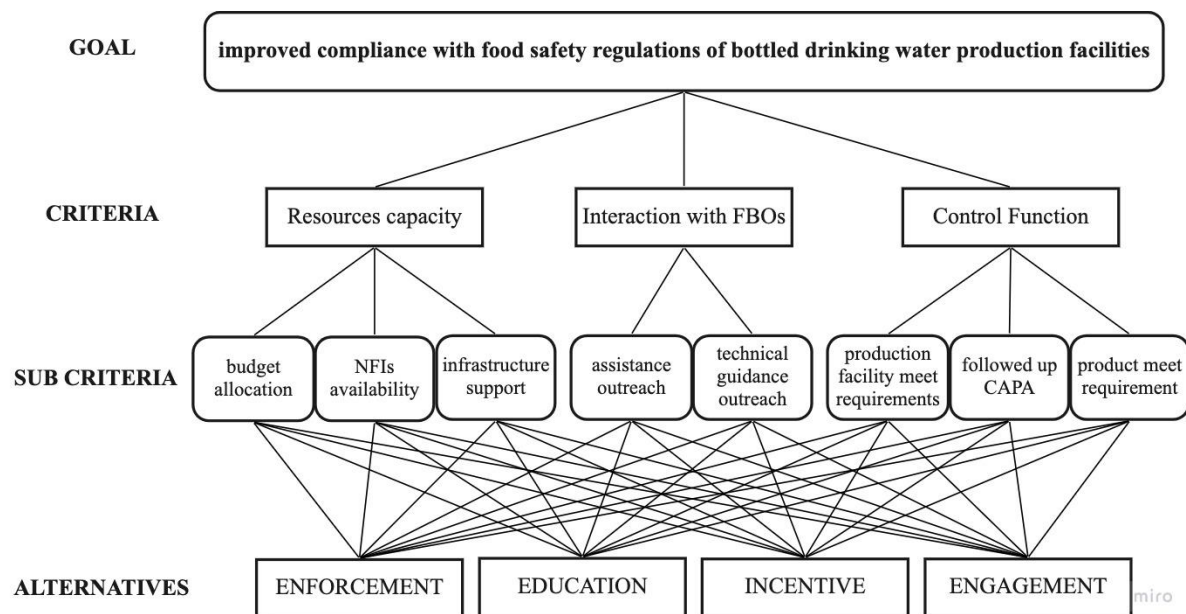 GOAL
improved compliance with food safety regulations of bottled drinking water production facilities
CRITERIA
Resources capacity
Interaction with FBOs
Control Function
SUB CRITERIA
budget
allocation
NFIs
availability
infrastructure
support
assistance
outreach
technical
guidance
outreach
production
facility meet
requirements
followed up
CAPA
product meet
requirement
ALTERNATIVES
ENFORCEMENT
EDUCATION
INCENTIVE
ENGAGEMENT
miro